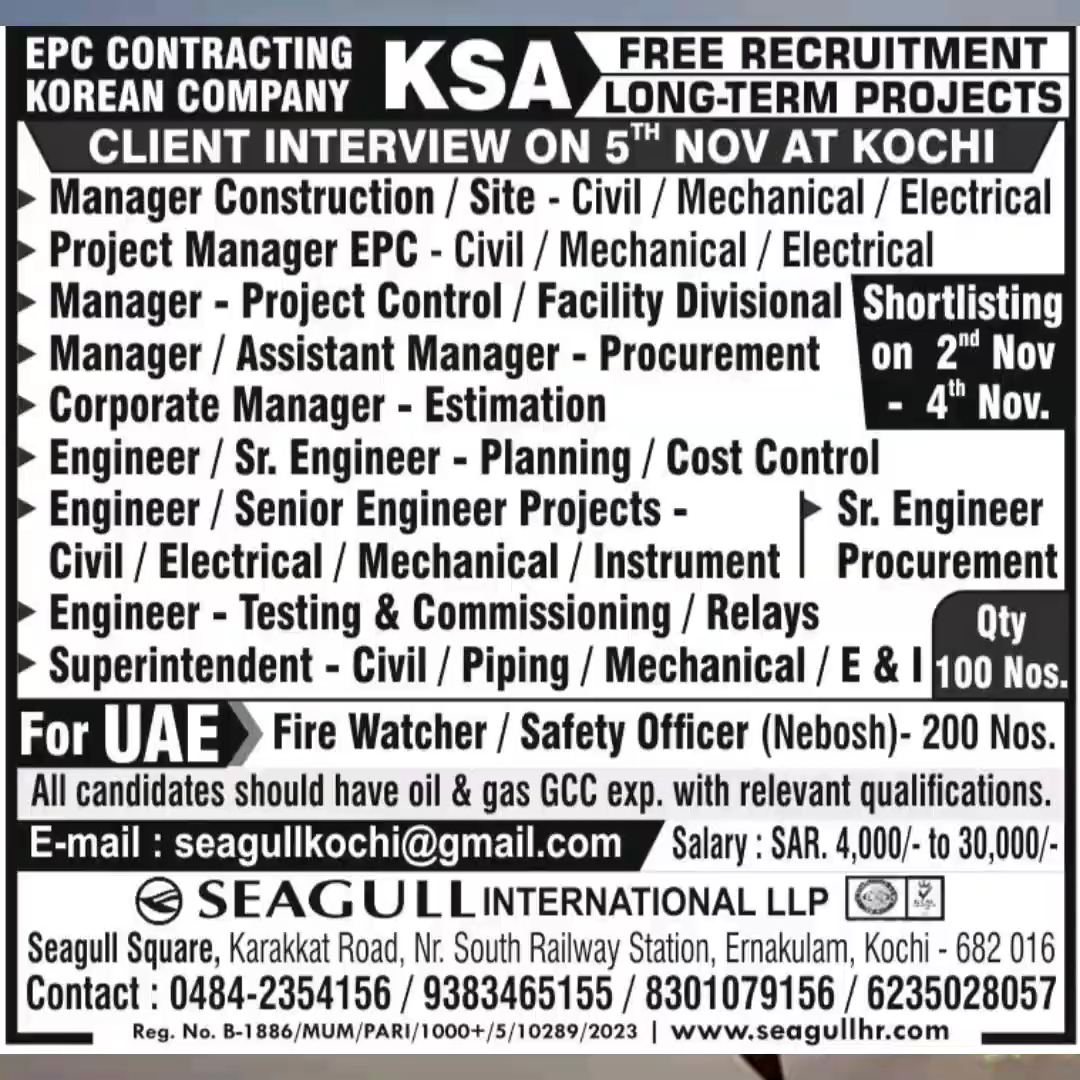 EPC CONTRACTING
KOREAN COMPANY
KSA
FREE RECRUITMENT
LONG-TERM PROJECTS
CLIENT INTERVIEW ON 5TH NOV AT KOCHI
Manager Construction / Site - Civil / Mechanical / Electrical
Project Manager EPC - Civil / Mechanical / Electrical
Manager - Project Control / Facility Divisional
Manager / Assistant Manager - Procurement
Corporate Manager - Estimation
Shortlisting
on 2nd Nov
- 4th Nov.
Engineer / Sr. Engineer - Planning / Cost Control
Engineer / Senior Engineer Projects -
Civil / Electrical / Mechanical / Instrument
Sr. Engineer
Procurement
Engineer - Testing & Commissioning / Relays
Superintendent - Civil / Piping / Mechanical / E & I
Qty
100 Nos.
For UAE
Fire Watcher / Safety Officer (Nebosh)- 200 Nos.
All candidates should have oil & gas GCC exp. with relevant qualifications.
E-mail : seagullkochi@gmail.com
Salary : SAR. 4,000/- to 30,000/-
SEAGULL INTERNATIONAL LLP
Seagull Square, Karakkat Road, Nr. South Railway Station, Ernakulam, Kochi - 682 016
Contact : 0484-2354156 / 9383465155 / 8301079156 / 6235028057
Reg. No. B-1886/MUM/PARI/1000+/5/10289/2023 | www.seagullhr.com